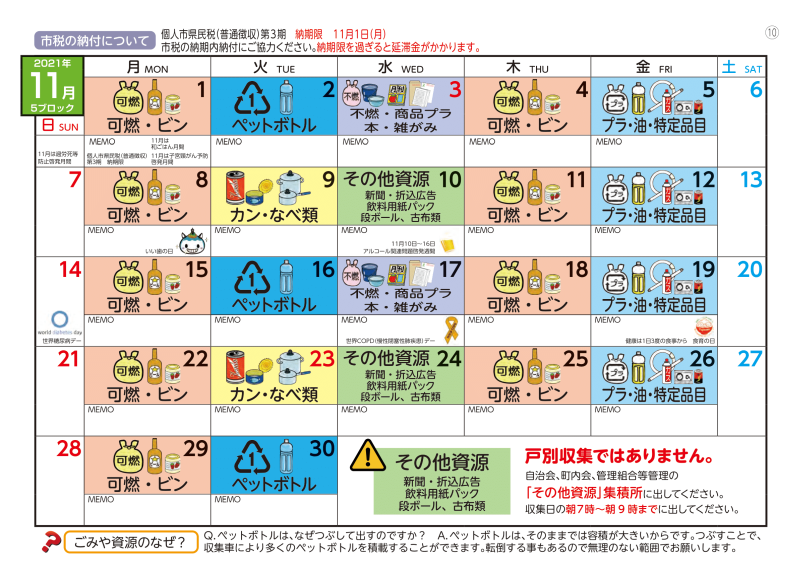 ⑩
市税の納付について
個人市県民税(普通徴収)第3期　納期限　11月1日(月)
市税の納期内納付にご協力ください。納期限を過ぎると延滞金がかかります。
2021年
11月
5ブロック
日 SUN
月 MON
火 TUE
水 WED
木 THU
金 FRI
土 SAT
1
可燃
可燃・ビン
2
1
ペットボトル
3
不燃
月刊
不燃・商品プラ
本・雑がみ
4
可燃
可燃・ビン
5
プラ
プラ・油・特定品目
6
11月は過労死等
防止啓発月間
MEMO
11月は
和ごはん月間
個人市県民税(普通徴収)
第3期　納期限
11月は子宮頸がん予防
啓発月間
MEMO
MEMO
MEMO
MEMO
7
8
可燃
可燃・ビン
9
カン・なべ類
10
その他資源
新聞・折込広告
飲料用紙パック
段ボール、古布類
11
可燃
可燃・ビン
12
プラ
プラ・油・特定品目
13
MEMO
いい歯の日
MEMO
MEMO
11月10日～16日
アルコール関連問題啓発週間
MEMO
MEMO
14
world diabetes day
世界糖尿病デー
15
可燃
可燃・ビン
16
1
ペットボトル
17
不燃
月刊
不燃・商品プラ
本・雑がみ
18
可燃
可燃・ビン
19
プラ
プラ・油・特定品目
20
MEMO
MEMO
MEMO
世界COPD(慢性閉塞性肺疾患)デー
MEMO
MEMO
健康は1日3度の食事から　食育の日
21
22
可燃
可燃・ビン
23
カン・なべ類
24
その他資源
新聞・折込広告
飲料用紙パック
段ボール、古布類
25
可燃
可燃・ビン
26
プラ
プラ・油・特定品目
27
MEMO
MEMO
MEMO
MEMO
MEMO
28
29
可燃
可燃・ビン
30
1
ペットボトル
MEMO
MEMO
その他資源
新聞・折込広告
飲料用紙パック
段ボール、古布類
戸別収集ではありません。
自治会、町内会、管理組合等管理の
「その他資源」集積所に出してください。
収集日の朝7時～朝9時までに出してください。
ごみや資源のなぜ？
Q.ペットボトルは、なぜつぶして出すのですか？　A.ペットボトルは、そのままでは容積が大きいからです。つぶすことで、
収集車により多くのペットボトルを積載することができます。転倒する事もあるので無理のない範囲でお願いします。